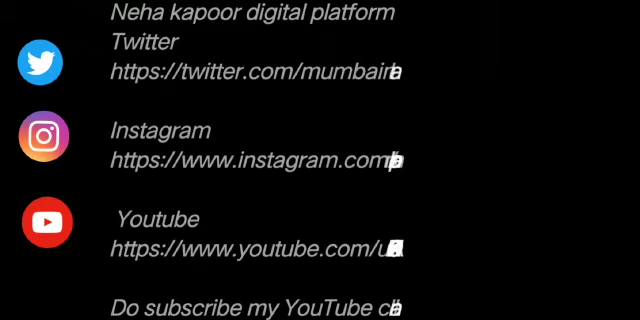 Neha kapoor digital platform
Twitter
https://twitter.com/mumbain
Instagram
https://www.instagram.com
Youtube
https://www.youtube.com/u
Do subscribe my YouTube